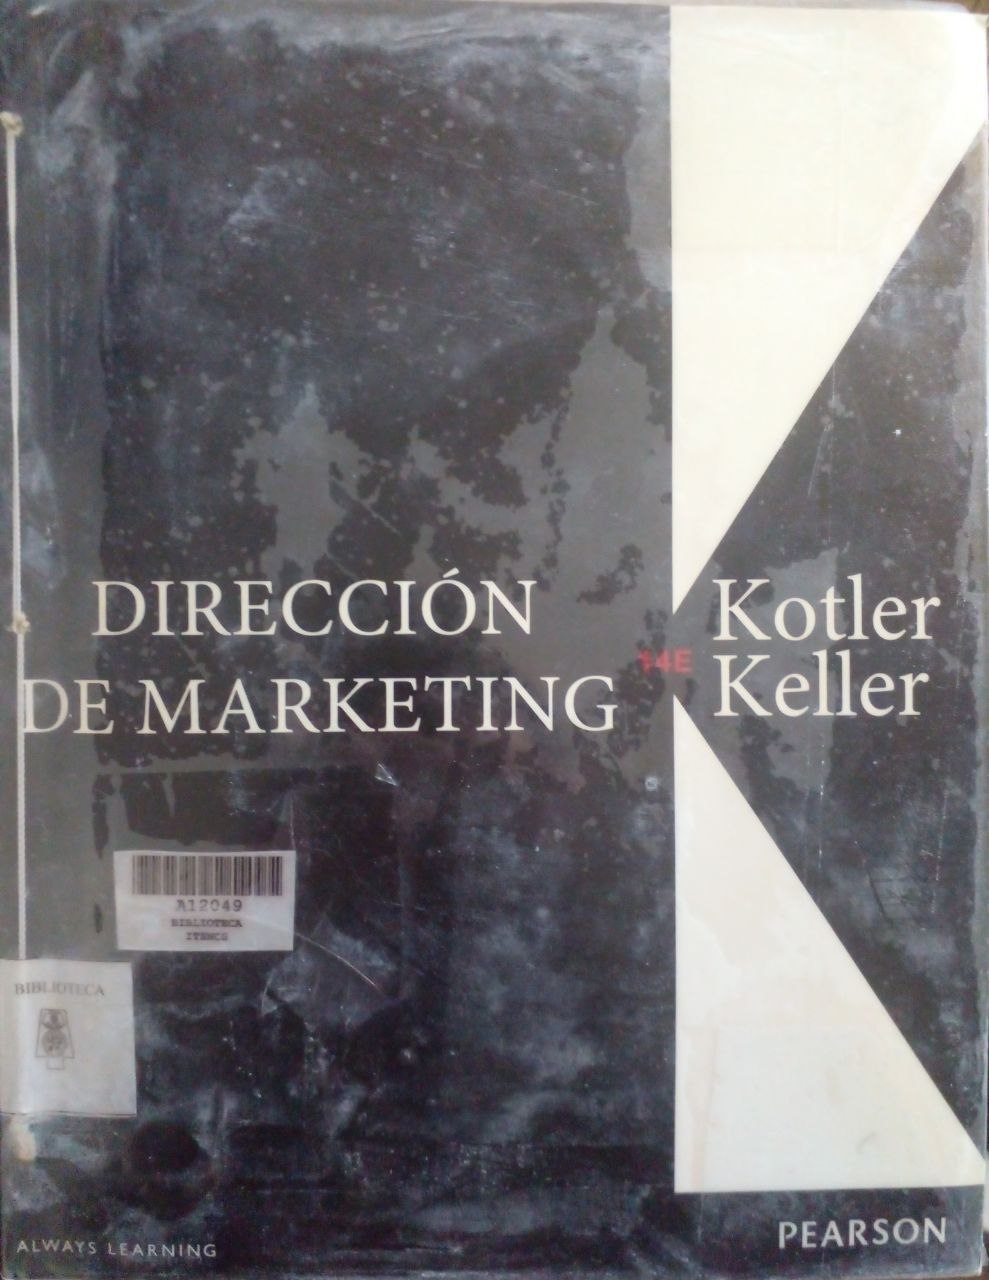 DIRECCIÓN
DE MARKETING
14E
Kotler
Keller
A12049
BIBLIOTECA
ITSNCG
BIBLIOTECA
ALWAYS LEARNING
PEARSON